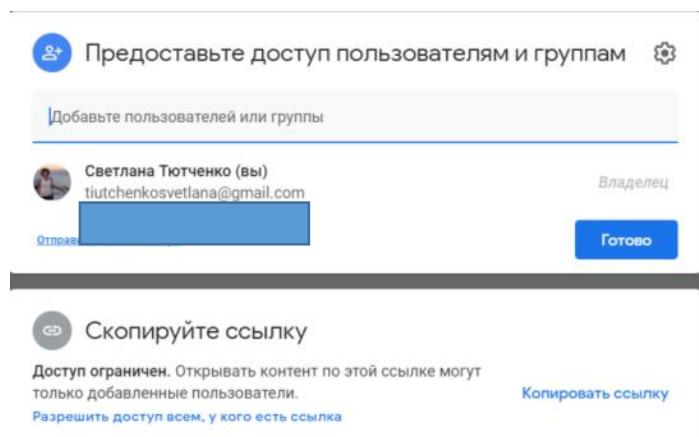 Предоставьте доступ пользователям и группам
Добавьте пользователей или группы
Светлана Тютченко (вы)
tiutchenkosvetlana@gmail.com
Владелец
Готово
Скопируйте ссылку
Доступ ограничен. Открывать контент по этой ссылке могут
только добавленные пользователи.
Копировать ссылку
Разрешить доступ всем, у кого есть ссылка